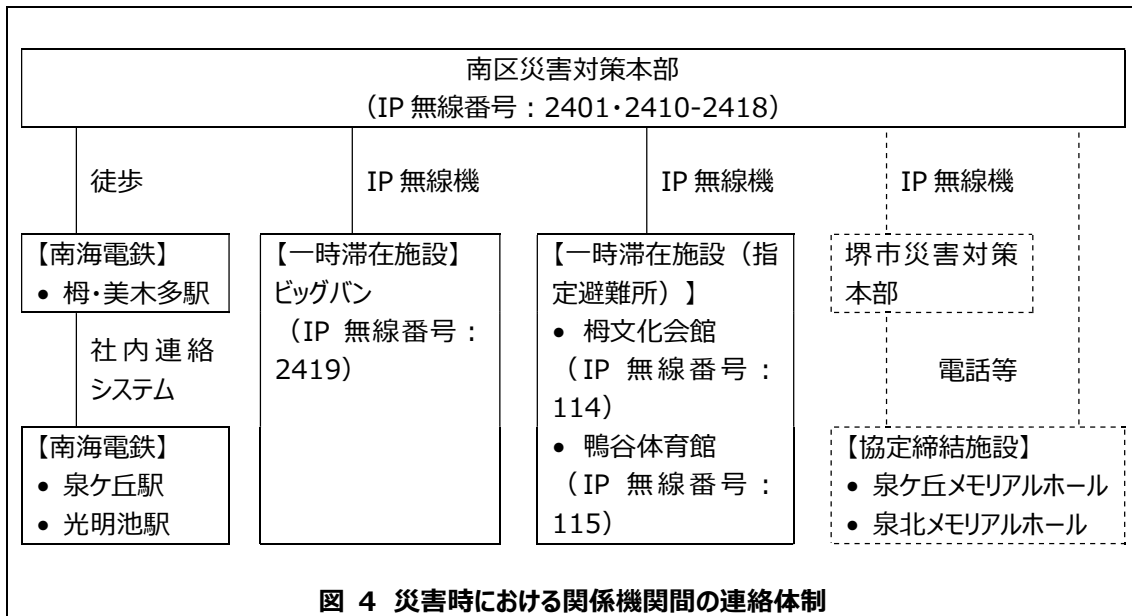 南区災害対策本部
（IP 無線番号：2401・2410-2418）
徒歩
IP 無線機
IP 無線機
IP 無線機
【南海電鉄】
• 栂・美木多駅
社内連絡
システム
【南海電鉄】
• 泉ケ丘駅
• 光明池駅
【一時滞在施設】
ビッグバン
（IP 無線番号：
2419）
【一時滞在施設（指
定避難所）】
• 栂文化会館
（IP 無線番号：
114）
• 鴨谷体育館
（IP 無線番号：
115）
堺市災害対策
本部
電話等
【協定締結施設】
• 泉ケ丘メモリアルホール
• 泉北メモリアルホール
図 4 災害時における関係機関間の連絡体制